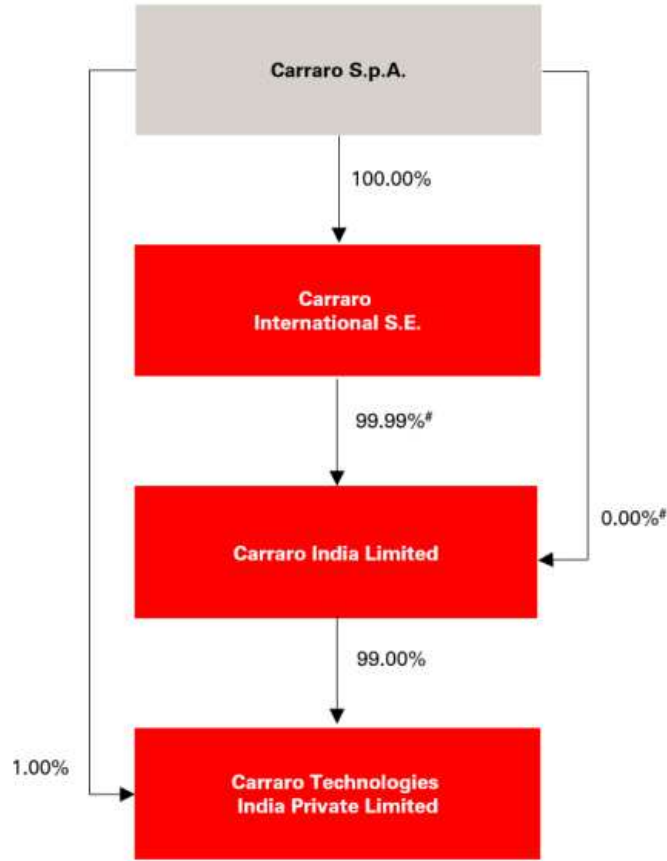 Carraro S.p.A.
100.00%
Carraro
International S.E.
99.99%#
0.00%#
Carraro India Limited
99.00%
1.00%
Carraro Technologies
India Private Limited